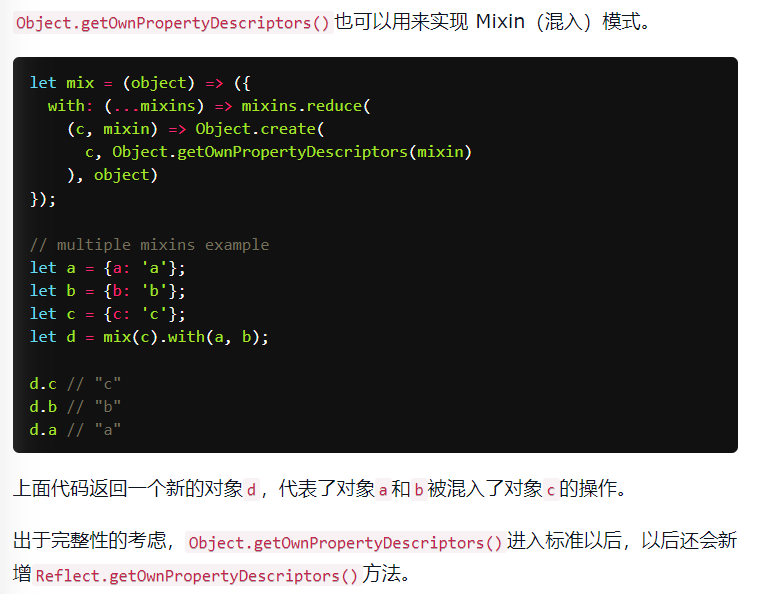 Object.getOwnPropertyDescriptors()也可以用来实现 Mixin（混入）模式。
let mix = (object) => ({
  with: (...mixins) => mixins.reduce(
    (c, mixin) => Object.create(
      c, Object.getOwnPropertyDescriptors(mixin)
    ), object)
});
// multiple mixins example
let a = {a: 'a'};
let b = {b: 'b'};
let c = {c: 'c'};
let d = mix(c).with(a, b);
d.c // "c"
d.b // "b"
d.a // "a"
上面代码返回一个新的对象d，代表了对象a和b被混入了对象c的操作。
出于完整性的考虑，Object.getOwnPropertyDescriptors()进入标准以后，以后还会新
增Reflect.getOwnPropertyDescriptors()方法。